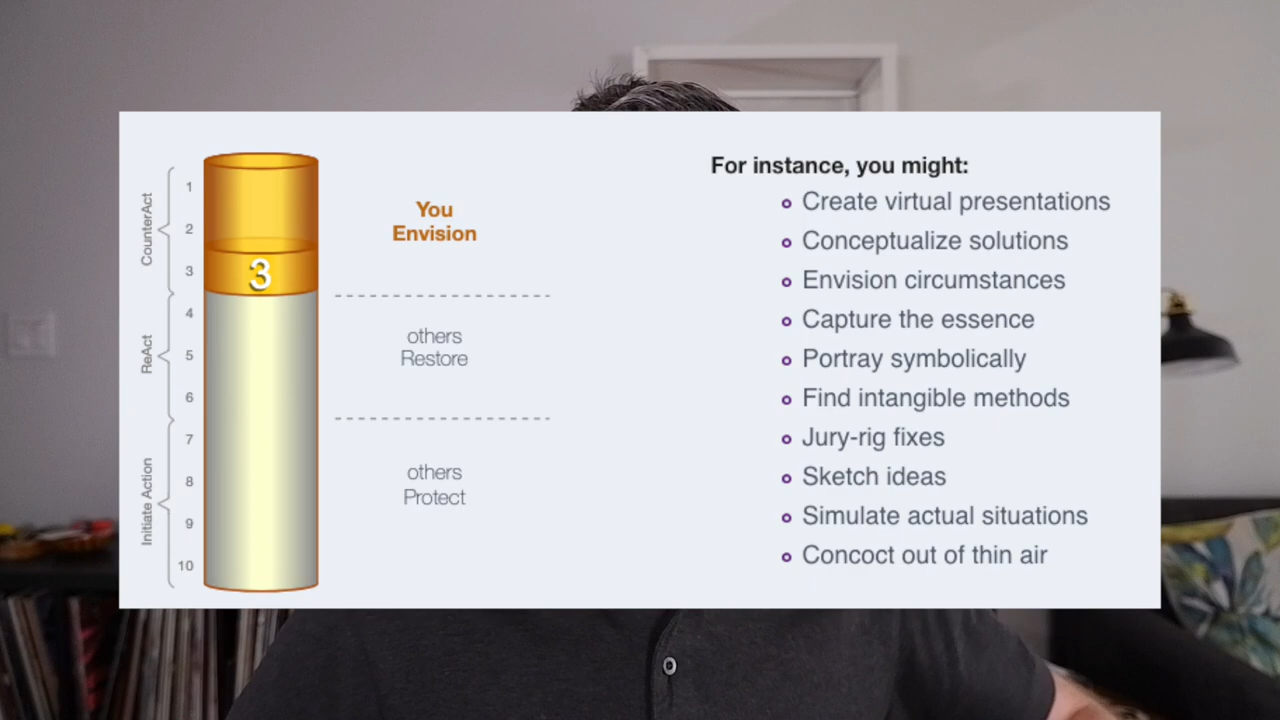 CounterAct
ReAct
Initiate Action
1
2
3
4
5
6
7
8
9
10
3
You
Envision
others
Restore
others
Protect
For instance, you might:
Create virtual presentations
Conceptualize solutions
Envision circumstances
Capture the essence
Portray symbolically
Find intangible methods
Jury-rig fixes
Sketch ideas
Simulate actual situations
Concoct out of thin air